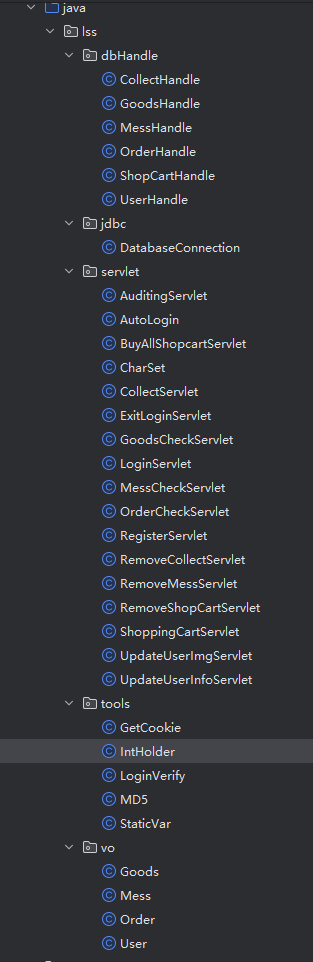 java
lss
dbHandle
CollectHandle
GoodsHandle
MessHandle
OrderHandle
ShopCartHandle
UserHandle
jdbc
DatabaseConnection
servlet
AuditingServlet
AutoLogin
BuyAllShopcartServlet
CharSet
CollectServlet
ExitLoginServlet
GoodsCheckServlet
LoginServlet
MessCheckServlet
OrderCheckServlet
RegisterServlet
RemoveCollectServlet
RemoveMessServlet
RemoveShopCartServlet
ShoppingCartServlet
UpdateUserImgServlet
UpdateUserInfoServlet
tools
GetCookie
IntHolder
LoginVerify
MD5
StaticVar
vo
Goods
Mess
Order
User